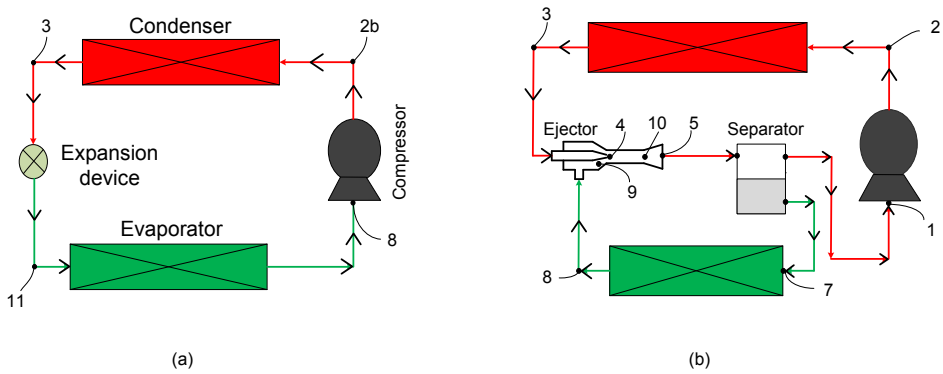 3
Condenser
2b
Expansion
device
Compressor
Evaporator
8
11
(a)
3
2
Ejector
4
10
5
Separator
9
1
8
7
(b)